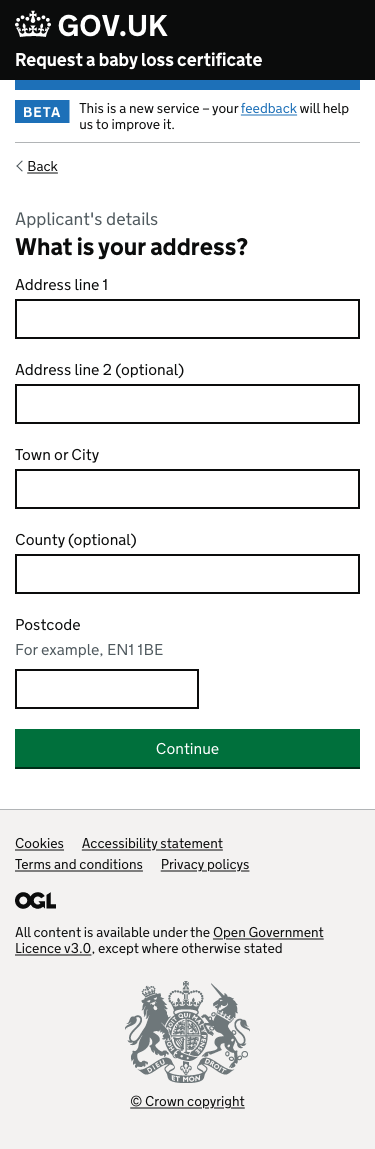 GOV.UK
Request a baby loss certificate
BETA
This is a new service – your feedback will help
us to improve it.
Back
Applicant's details
What is your address?
Address line 1
Address line 2 (optional)
Town or City
County (optional)
Postcode
For example, EN1 1BE
Continue
Cookies Accessibility statement
Terms and conditions Privacy policys
OGL
All content is available under the Open Government
Licence v3.0, except where otherwise stated
DIEU ET MON DROIT
© Crown copyright